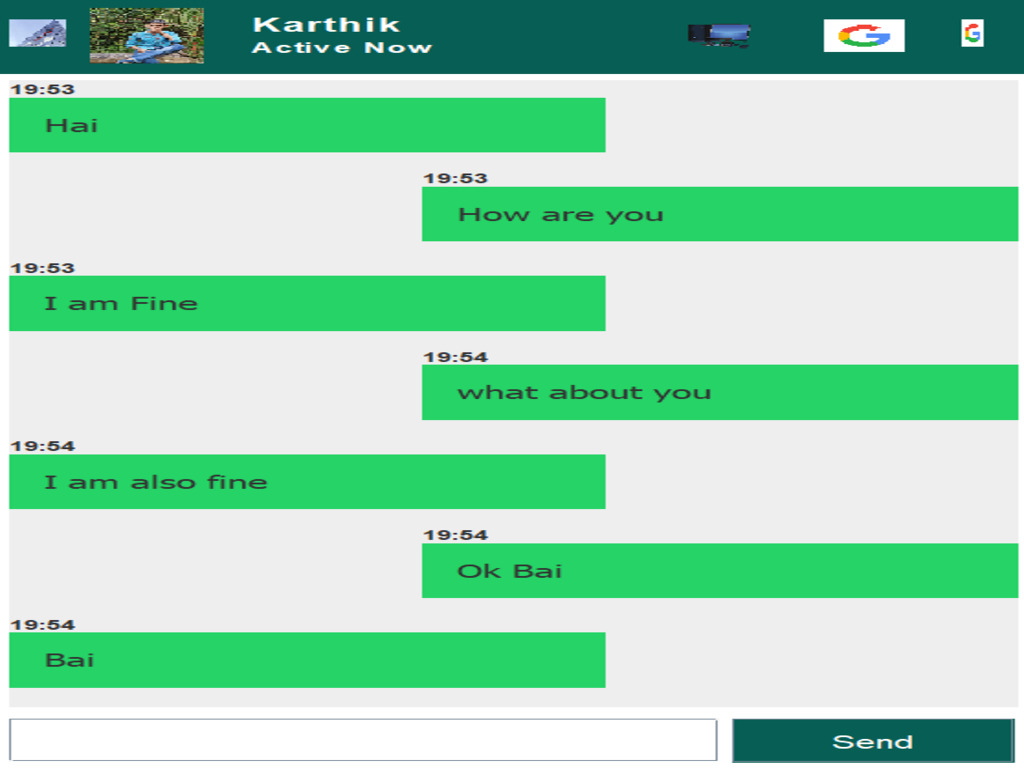 Karthik
Active Now
19:53
Hai
19:53
How are you
19:53
I am Fine
19:54
what about you
19:54
I am also fine
19:54
Ok Bai
19:54
Bai
Send